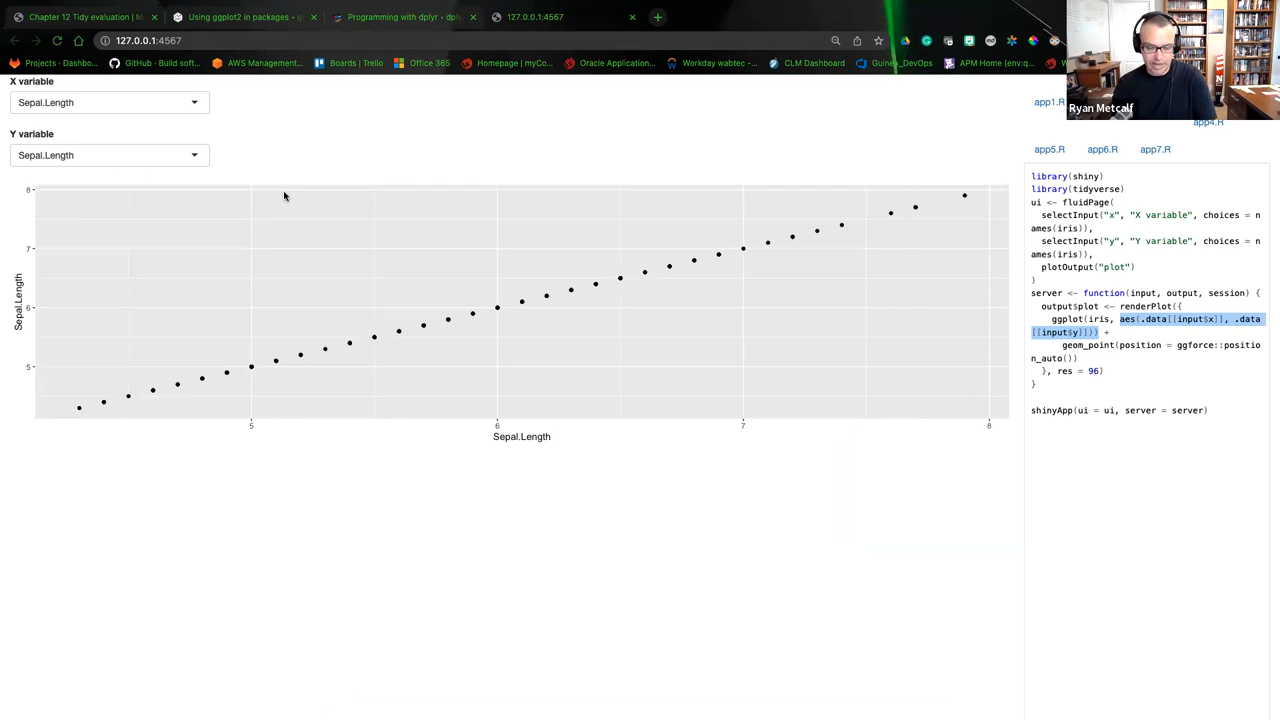 Chapter 12 Tidy evaluation | M
Using ggplot2 in packages • g
Programming with dplyr • dpl
127.0.0.1:4567
127.0.0.1:4567
Projects · Dashbo...
GitHub · Build soft...
AWS Management...
Boards | Trello
Office 365
Homepage | myCo...
Oracle Application...
Workday wabtec -...
CLM Dashboard
Guinea_DevOps
APM Home (env:q...
Ryan Metcalf
X variable
Sepal.Length
Y variable
Sepal.Length
8
7
6
5
Sepal.Length
5
6
7
8
Sepal.Length
app1.R
app4.R
app5.R
app6.R
app7.R
library(shiny)
library(tidyverse)
ui <- fluidPage(
selectInput("x", "X variable", choices = n
ames(iris)),
selectInput("y", "Y variable", choices = n
ames(iris)),
plotOutput("plot")
)
server <- function(input, output, session) {
output$plot <- renderPlot({
ggplot(iris, aes(.data[[input$x]], .data
[[input$y]])) +
geom_point(position = ggforce::positio
n_auto())
}, res = 96)
}
shinyApp(ui = ui, server = server)